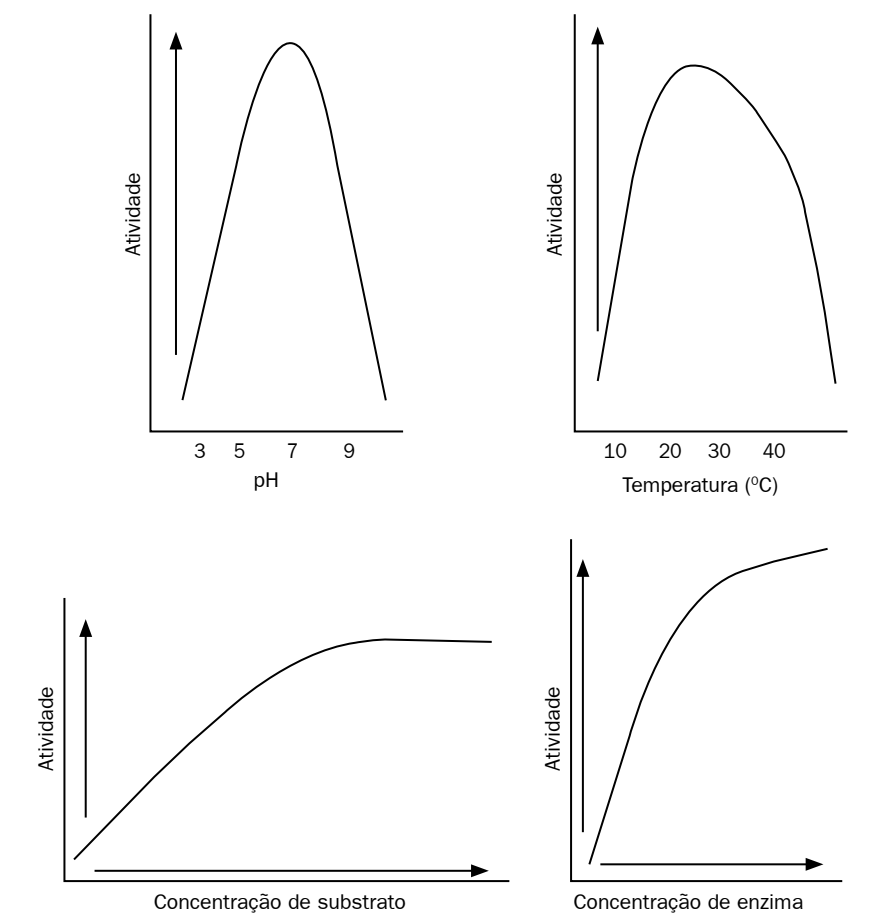 Atividade
3 5 7 9
pH
Atividade
10 20 30 40
Temperatura (⁰C)
Atividade
Concentração de substrato
Atividade
Concentração de enzima